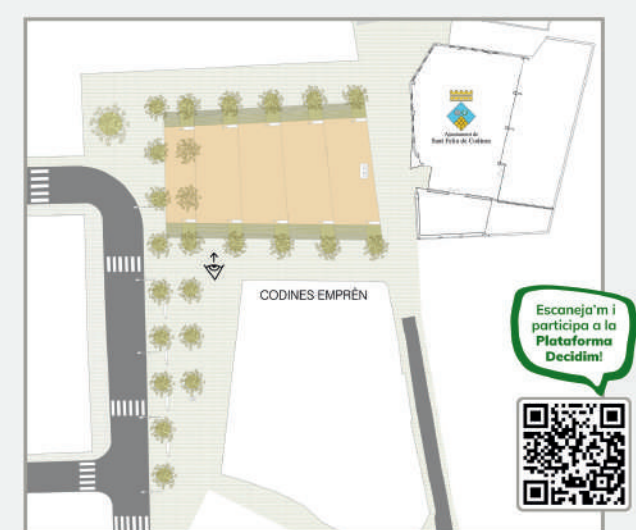 Ajuntament de
Sant Feliu de Codines
CODINES EMPRÈN
Escaneja'm i
participa a la
Plataforma
Decidim!